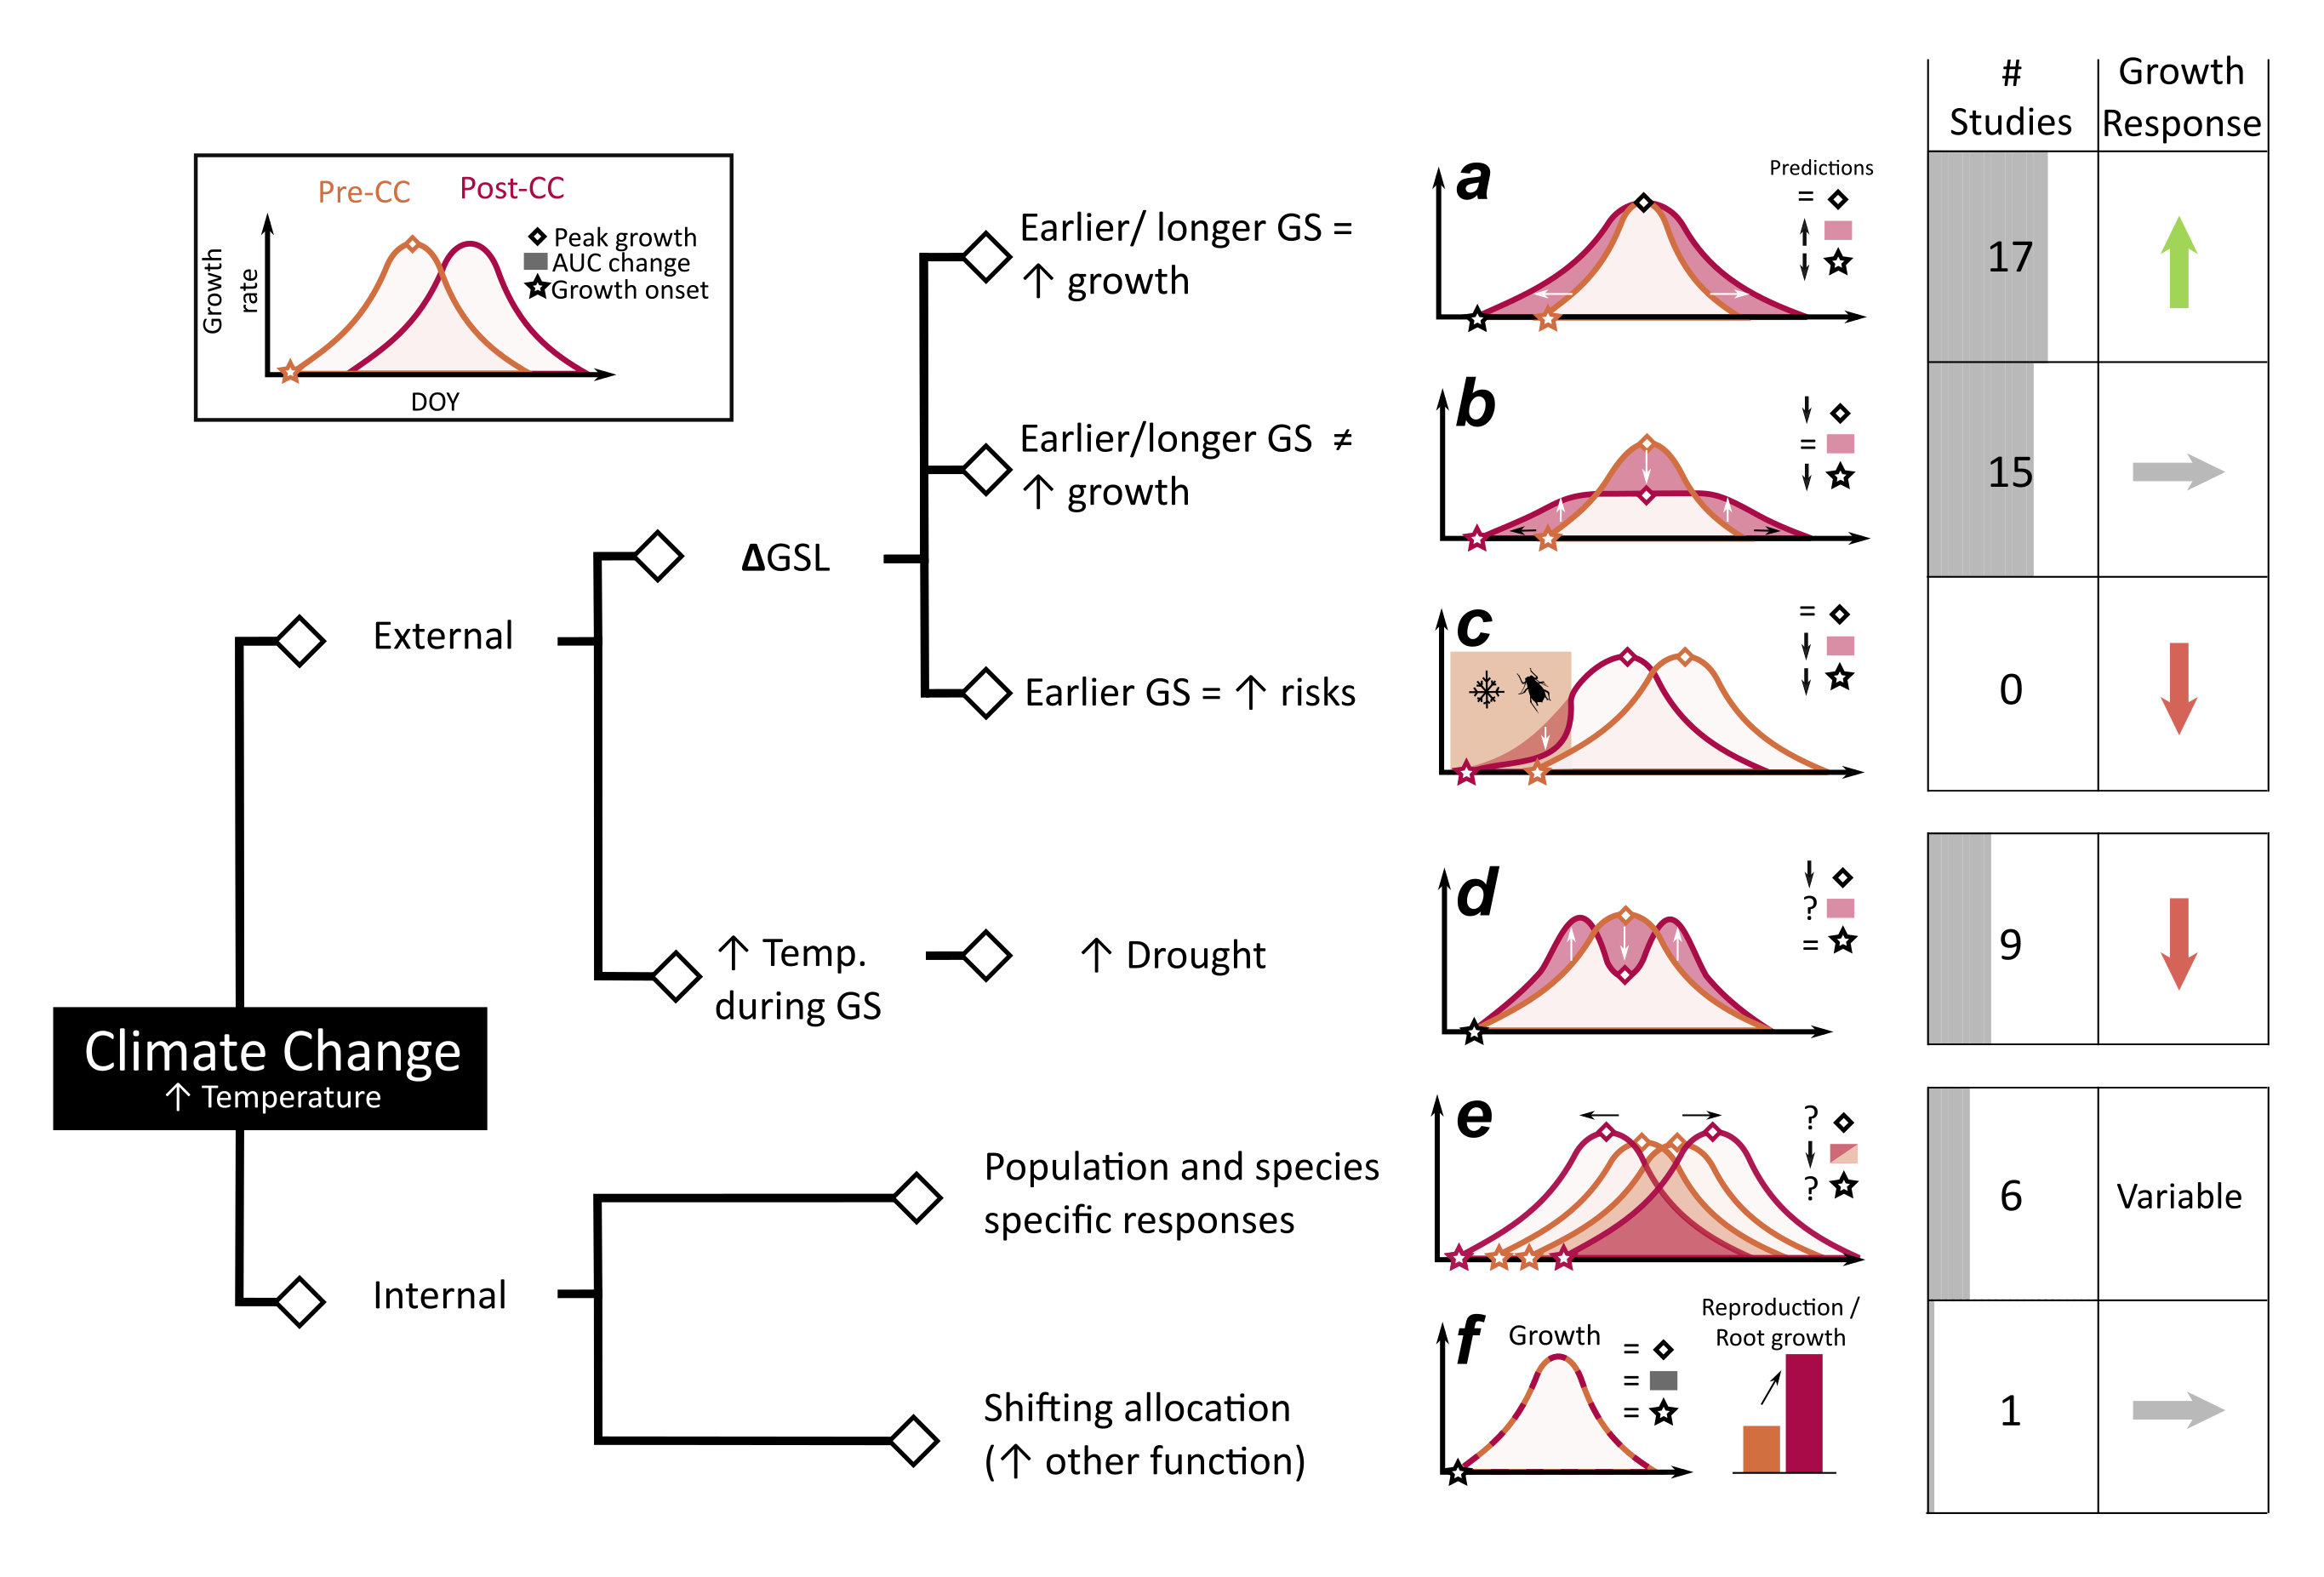 #
Studies
Growth
Response
Pre-CC
Post-CC
Peak growth
AUC change
Growth onset
Growth
rate
DOY
Earlier/ longer GS =
↑ growth
a
Predictions
=
↑
↓
17
Earlier/longer GS ≠
↑ growth
b
↓
=
↓
15
Earlier GS = ↑ risks
c
=
↓
↓
0
External
ΔGSL
↑ Temp.
during GS
↑ Drought
d
↓
?
=
9
Climate Change
↑ Temperature
Internal
Population and species
specific responses
e
?
↓
?
6
Variable
Shifting allocation
(↑ other function)
f
Growth
=
=
=
Reproduction /
Root growth
1